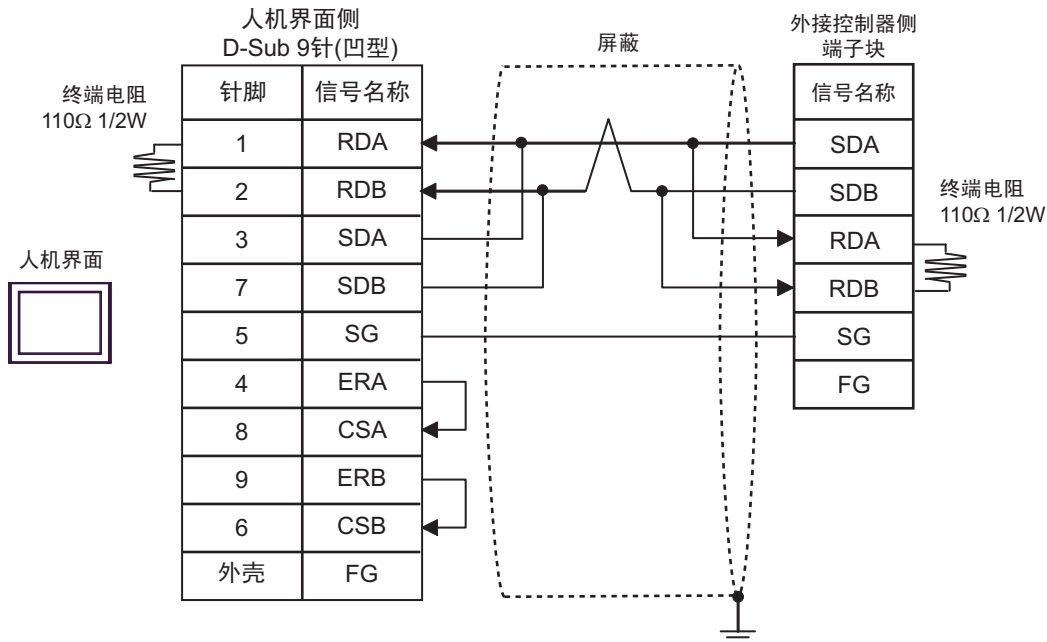 人机界面侧
D-Sub 9针(凹型)
终端电阻
110Ω 1/2W
人机界面
针脚 信号名称
1 RDA
2 RDB
3 SDA
7 SDB
5 SG
4 ERA
8 CSA
9 ERB
6 CSB
外壳 FG
屏蔽
外接控制器侧
端子块
信号名称
SDA
SDB
RDA
RDB
SG
FG
终端电阻
110Ω 1/2W